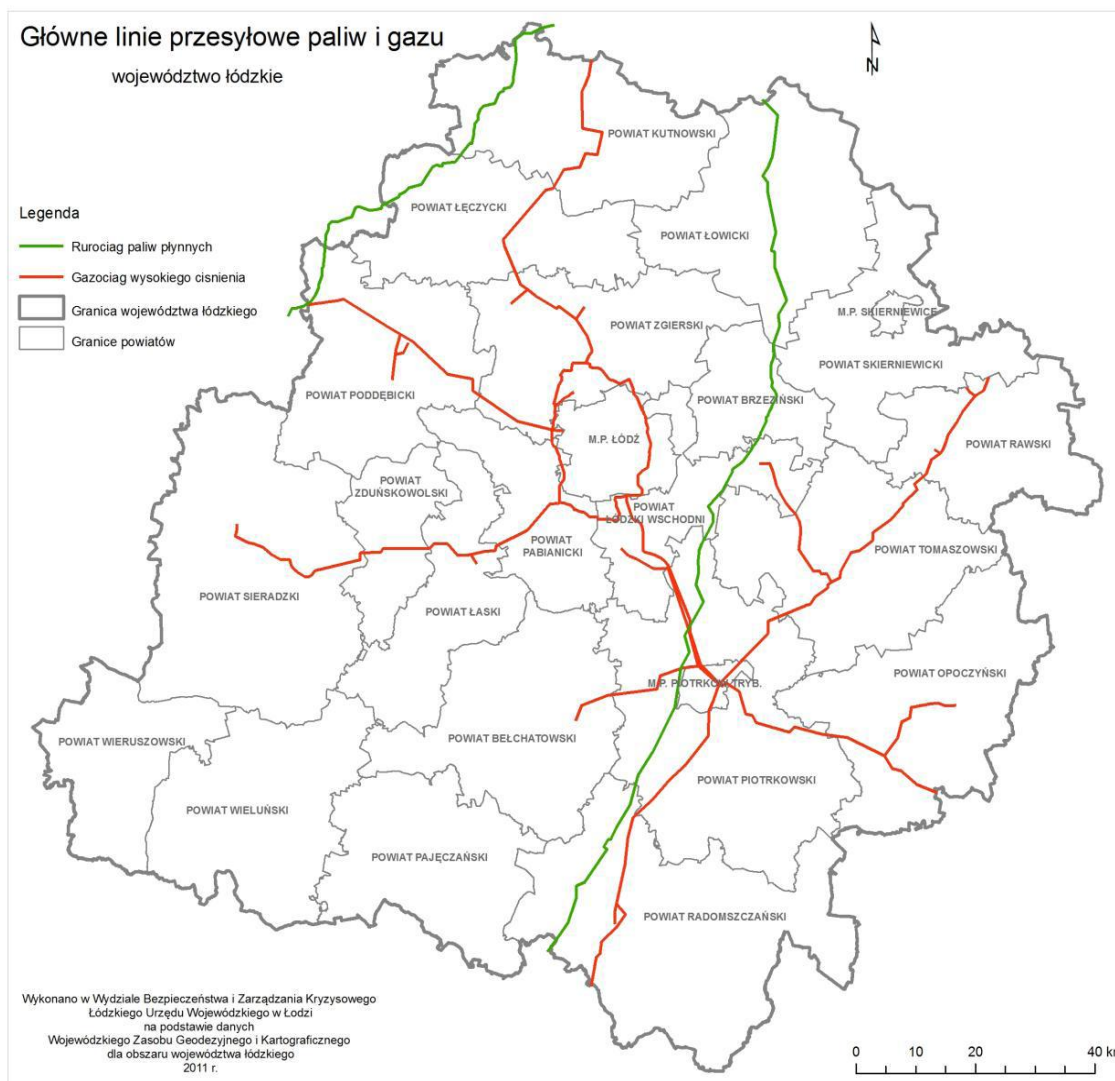 Główne linie przesyłowe paliw i gazu
województwo łódzkie
N
Legenda
Rurociąg paliw płynnych
Gazociąg wysokiego cisnienia
Granica województwa łódzkiego
Granice powiatów
POWIAT KUTNOWSKI
POWIAT ŁĘCZYCKI
POWIAT ŁOWICKI
M.P. SKIERNIEWICE
POWIAT ZGIERSKI
POWIAT SKIERNIEWICKI
POWIAT PODDĘBICKI
POWIAT BRZEZIŃSKI
M.P. ŁÓDŹ
POWIAT RAWSKI
POWIAT
ZDUŃSKOWOLSKI
POWIAT
ŁÓDZKI WSCHODNI
POWIAT
PABIANICKI
POWIAT TOMASZOWSKI
POWIAT SIERADZKI
POWIAT ŁASKI
POWIAT OPOCZYŃSKI
M.P. PIOTRKÓW TRYB.
POWIAT WIERUSZOWSKI
POWIAT BEŁCHATOWSKI
POWIAT PIOTRKOWSKI
POWIAT WIELUŃSKI
POWIAT PAJĘCZAŃSKI
POWIAT RADOMSZCZAŃSKI
Wykonano w Wydziale Bezpieczeństwa i Zarządzania Kryzysowego
Łódzkiego Urzędu Wojewódzkiego w Łodzi
na podstawie danych
Wojewódzkiego Zasobu Geodezyjnego i Kartograficznego
dla obszaru województwa łódzkiego
2011 r.
0 10 20 40 km